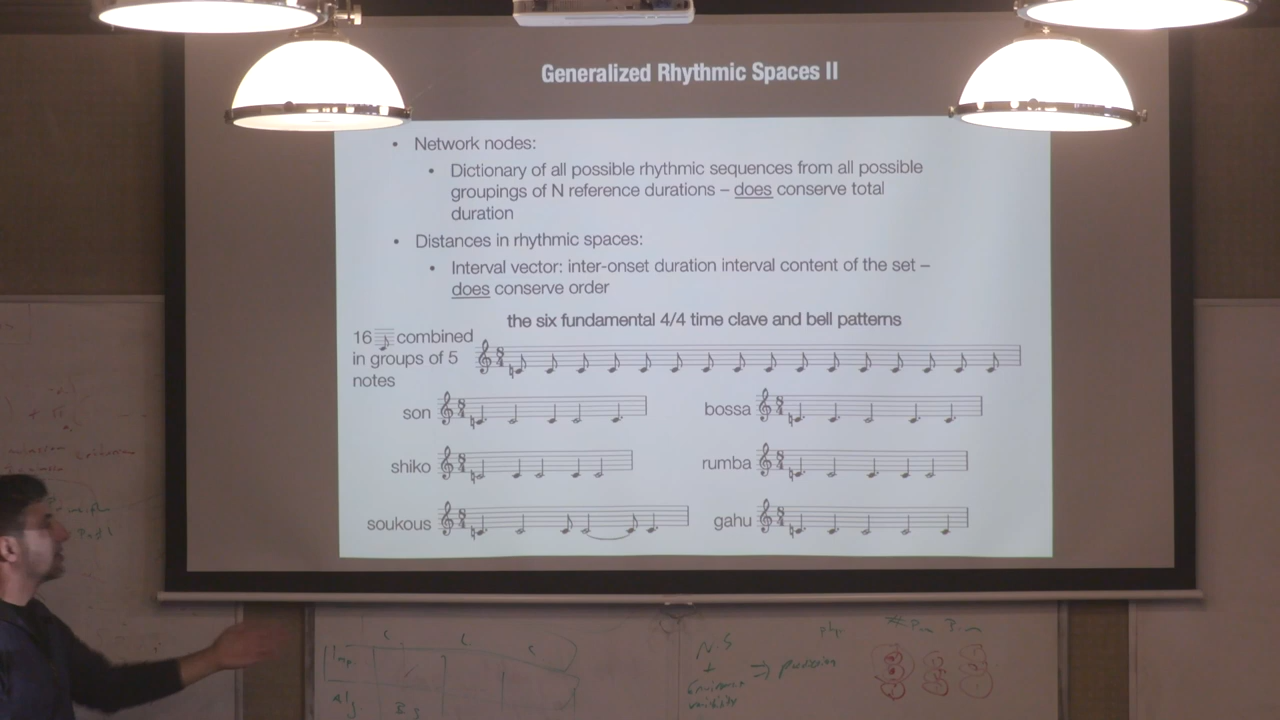 Generalized Rhythmic Spaces II
• Network nodes:
• Dictionary of all possible rhythmic sequences from all possible
groupings of N reference durations – does conserve total
duration
• Distances in rhythmic spaces:
• Interval vector: inter-onset duration interval content of the set –
does conserve order
the six fundamental 4/4 time clave and bell patterns
16 combined
in groups of 5
notes
son
bossa
shiko
rumba
soukous
gahu
N.S
php